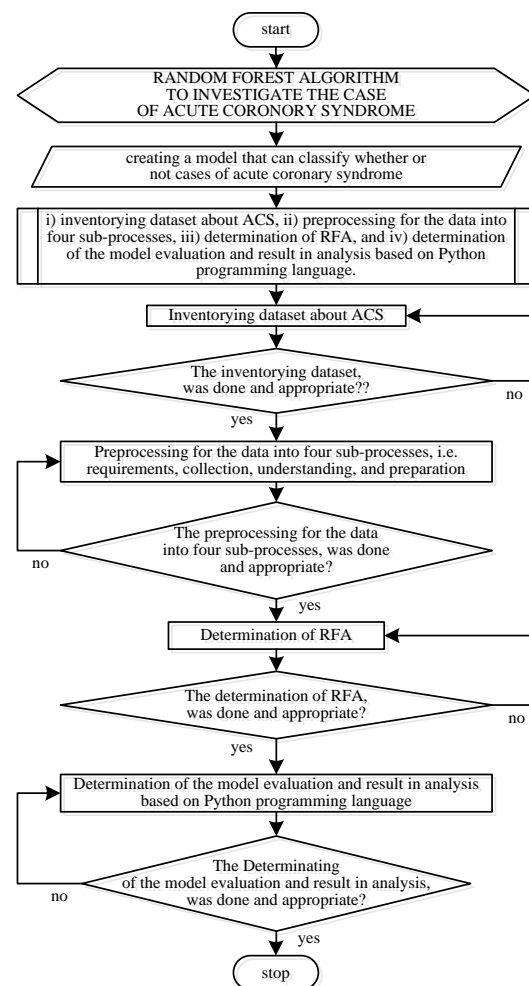 start
RANDOM FOREST ALGORITHM
TO INVESTIGATE THE CASE
OF ACUTE CORONORY SYNDROME
creating a model that can classify whether or
not cases of acute coronary syndrome
i) inventorying dataset about ACS, ii) preprocessing for the data into
four sub-processes, iii) determination of RFA, and iv) determination
of the model evaluation and result in analysis based on Python
programming language.
Inventorying dataset about ACS
The inventorying dataset,
was done and appropriate??
no
yes
Preprocessing for the data into four sub-processes, i.e.
requirements, collection, understanding, and preparation
The preprocessing for the data
into four sub-processes, was done
and appropriate?
no
yes
Determination of RFA
The determination of RFA,
was done and appropriate?
no
yes
Determination of the model evaluation and result in analysis
based on Python programming language
The Determinating
of the model evaluation and result in analysis,
was done and appropriate?
no
yes
stop